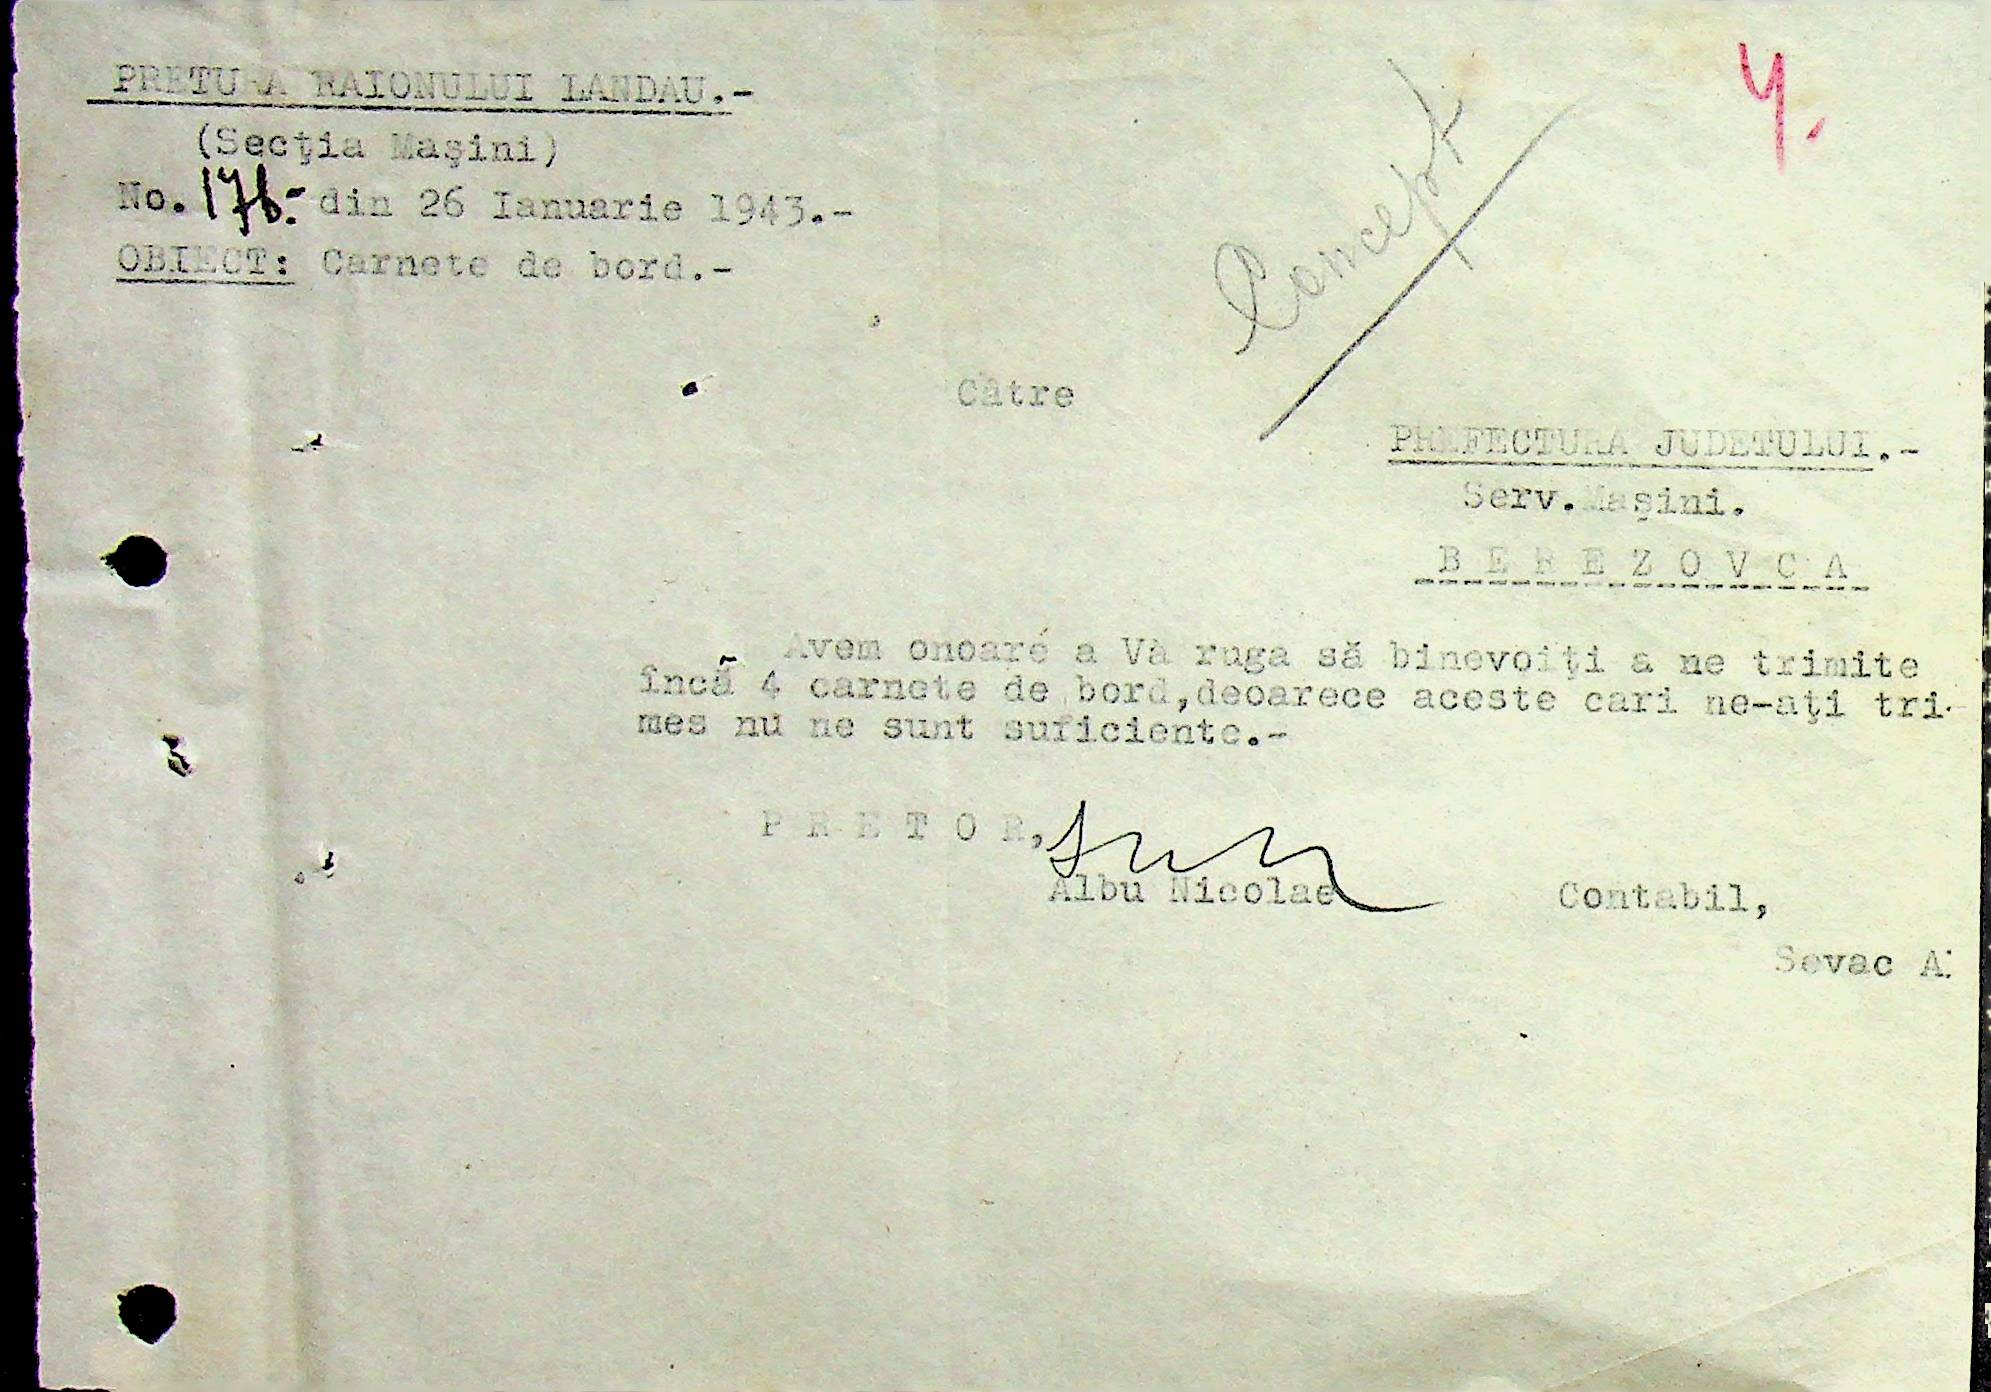 4.
PRETURA RAIONULUI LANDAU.-
(Secţia Maşini)
No. 176.- din 26 Ianuarie 1943.-
OBIECT: Carnete de bord.-
Concept
Către
PREFECTURA JUDETULUI.-
Serv.Maşini.
B E R E Z O V C A
Avem onoare a Vă ruga să binevoiţi a ne trimite
încă 4 carnete de bord,deoarece aceste cari ne-aţi tri-
mes nu ne sunt suficiente.-
P R E T O R,
Albu Nicolae
Contabil,
Sevac A.